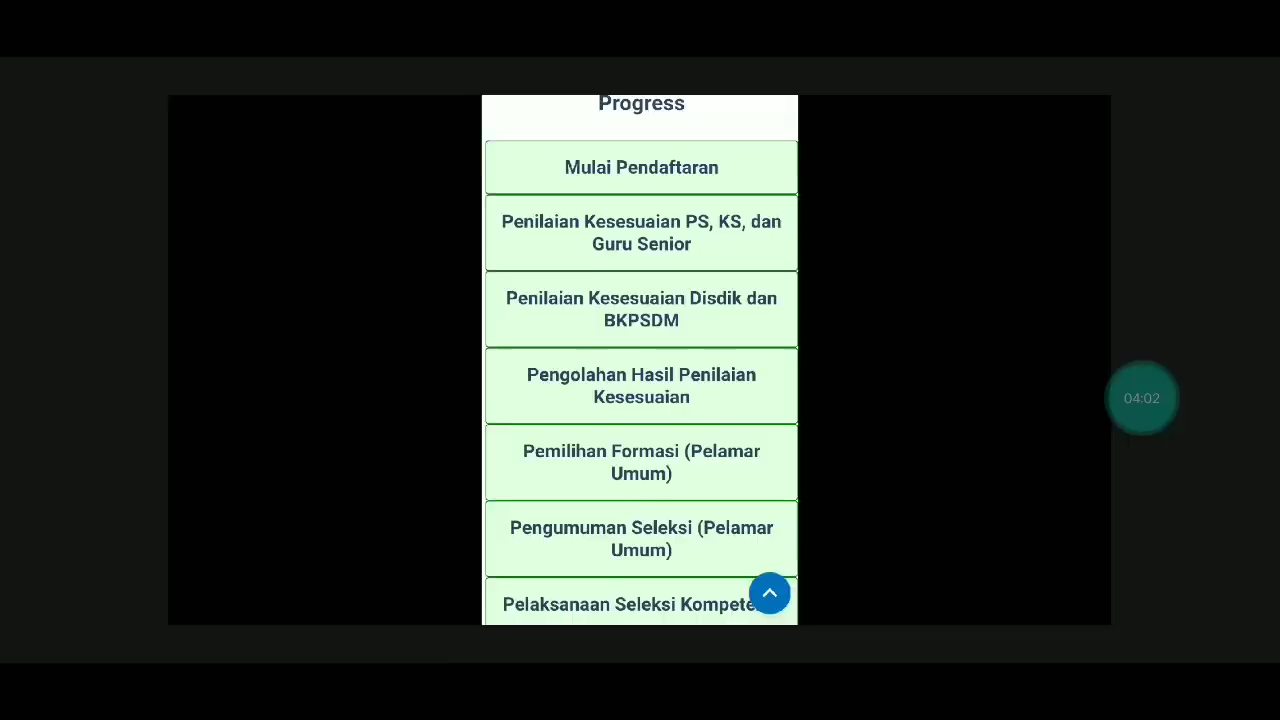 Progress
Mulai Pendaftaran
Penilaian Kesesuaian PS, KS, dan
Guru Senior
Penilaian Kesesuaian Disdik dan
BKPSDM
Pengolahan Hasil Penilaian
Kesesuaian
Pemilihan Formasi (Pelamar
Umum)
Pengumuman Seleksi (Pelamar
Umum)
Pelaksanaan Seleksi
04:02